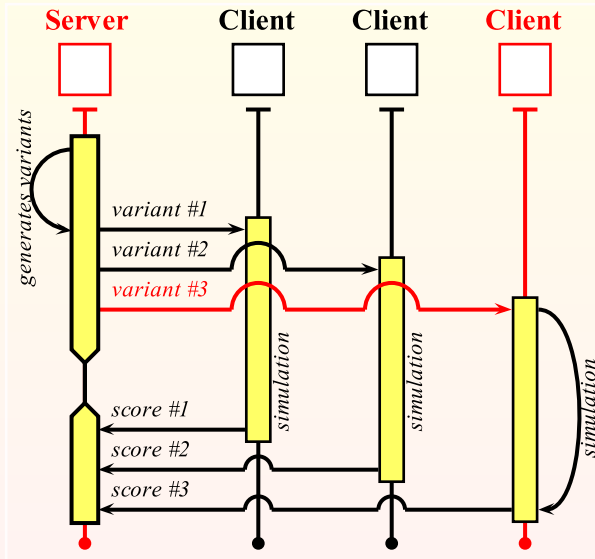 Server
Client
Client
Client
generates variants
variant #1
variant #2
variant #3
simulation
simulation
simulation
score #1
score #2
score #3